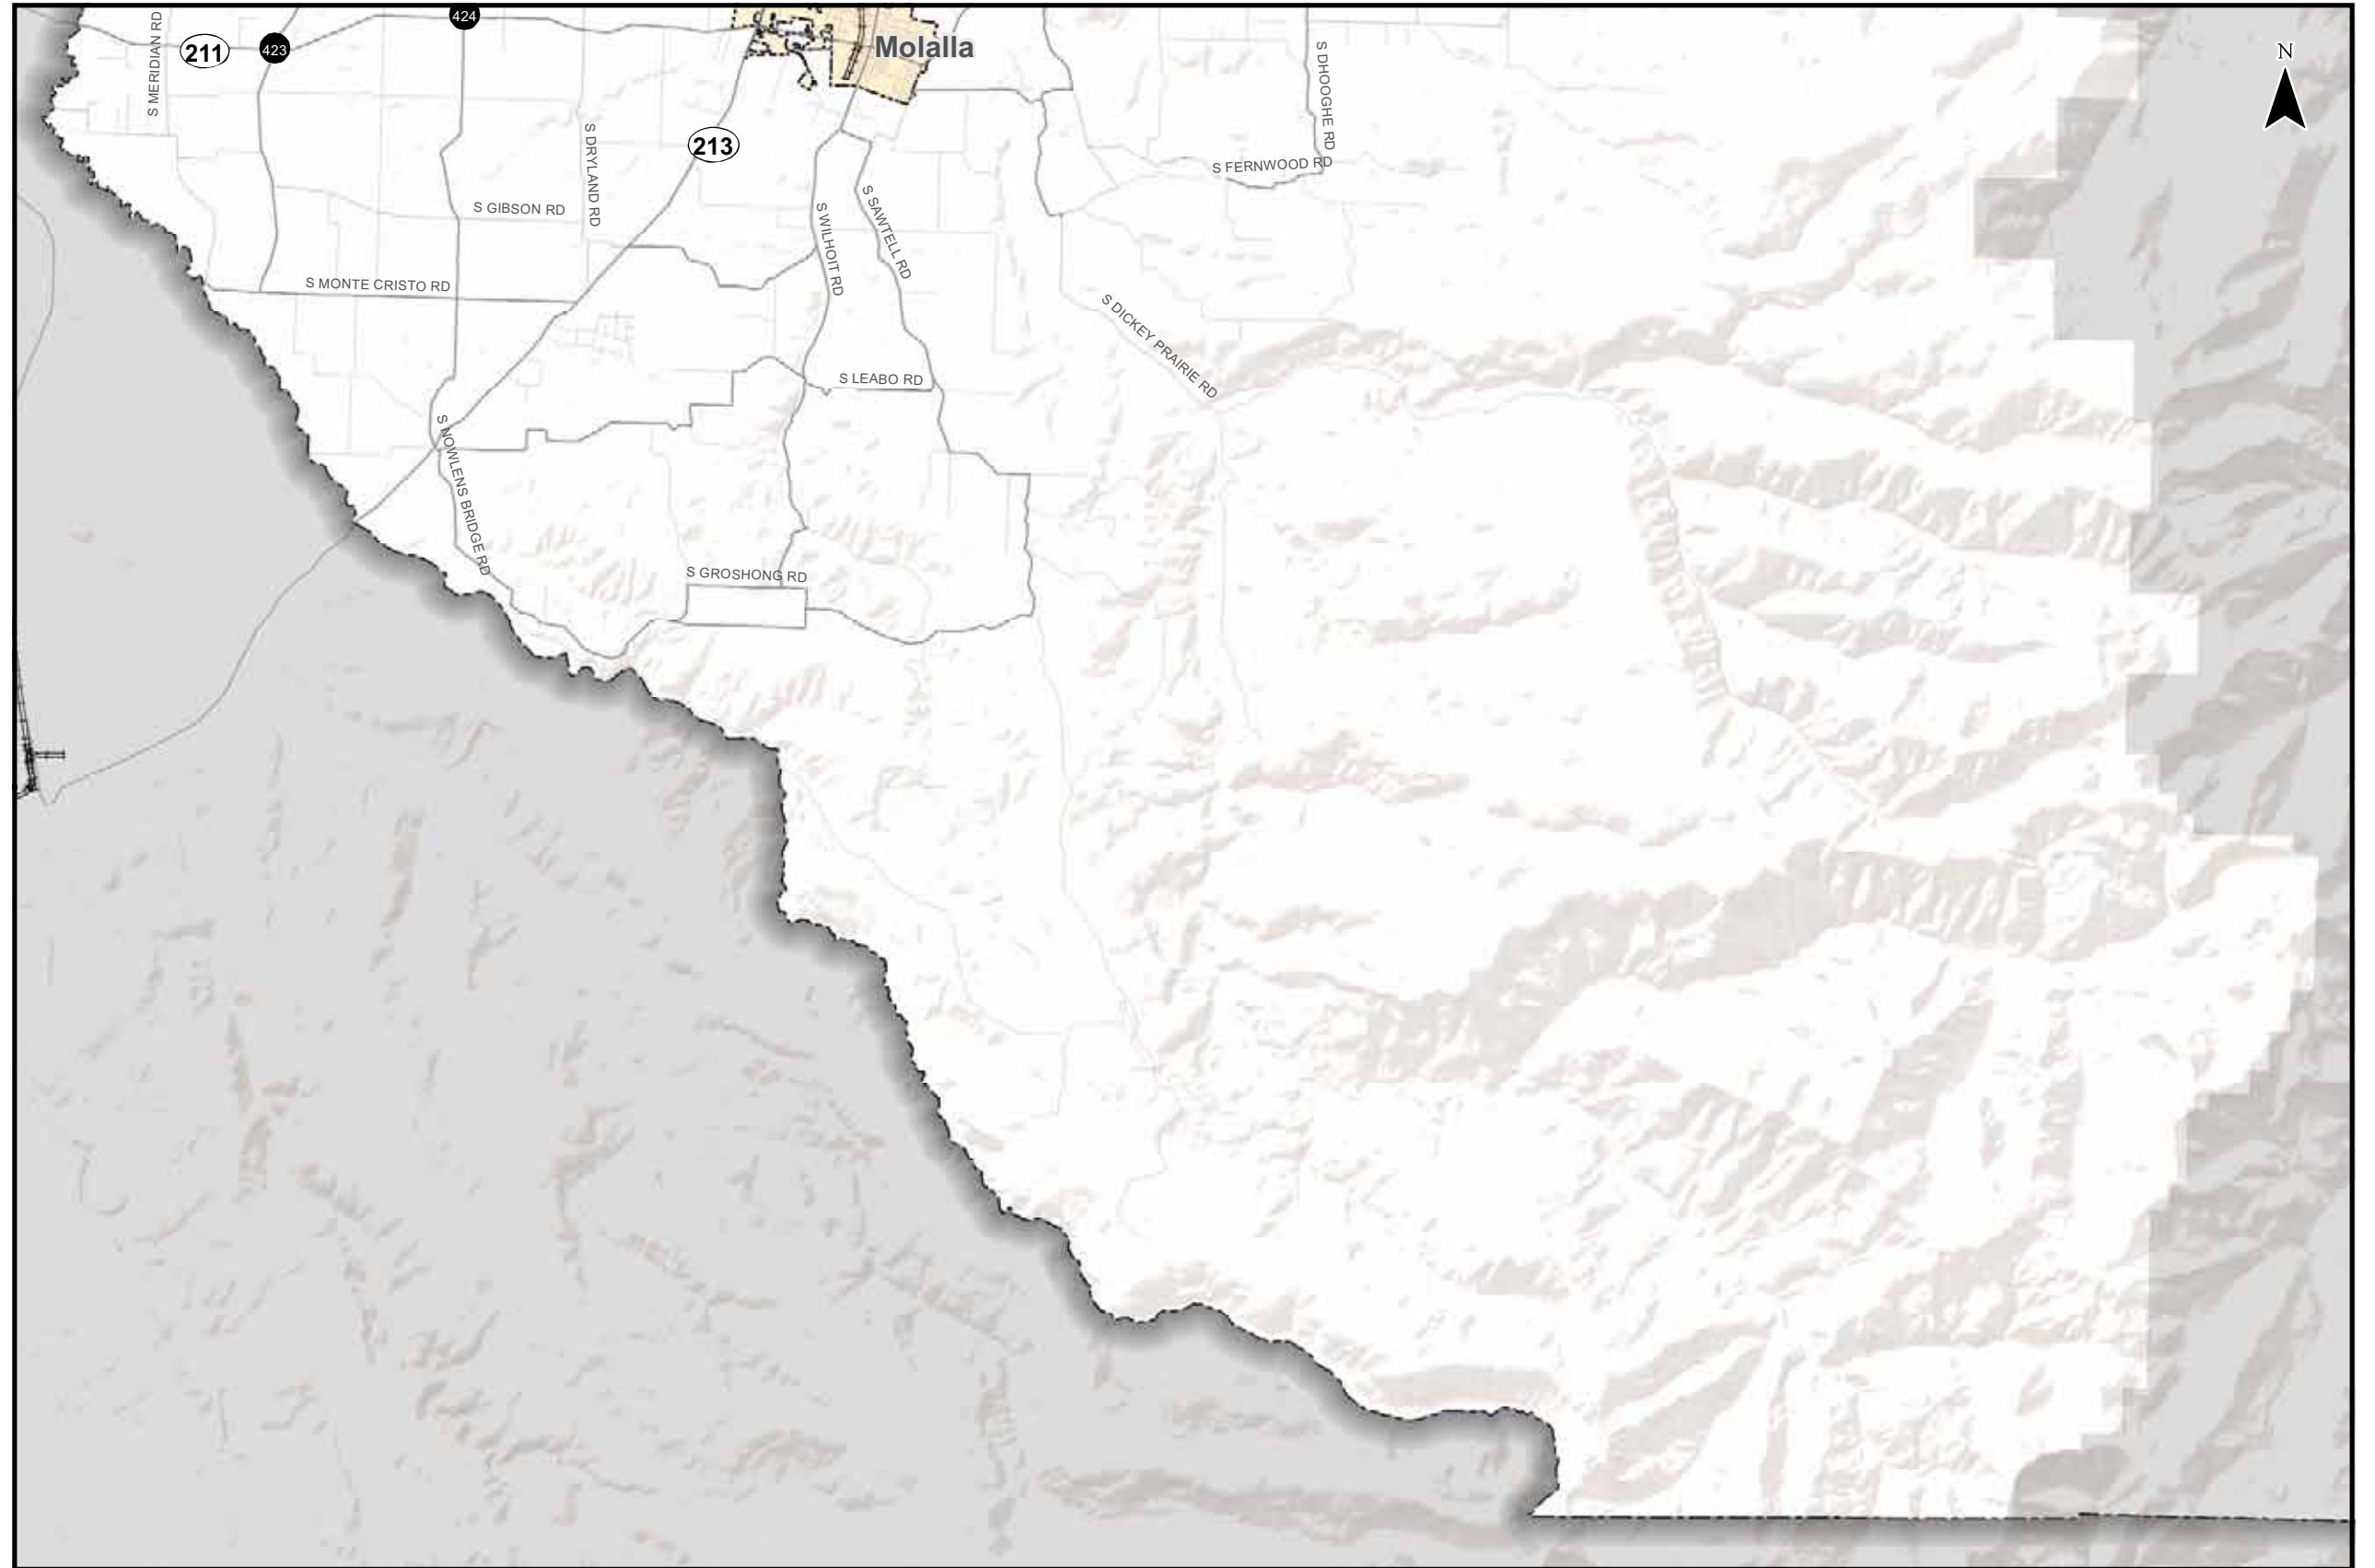 424
S MERIDIAN RD
211
423
Molalla
N
S DHOOGHE RD
213
S DRYLAND RD
S FERNWOOD RD
S GIBSON RD
S WILHOIT RD
S SAWTELL RD
S MONTE CRISTO RD
S DICKEY PRAIRIE RD
S LEABO RD
S NOWLENS BRIDGE RD
S GROSHONG RD